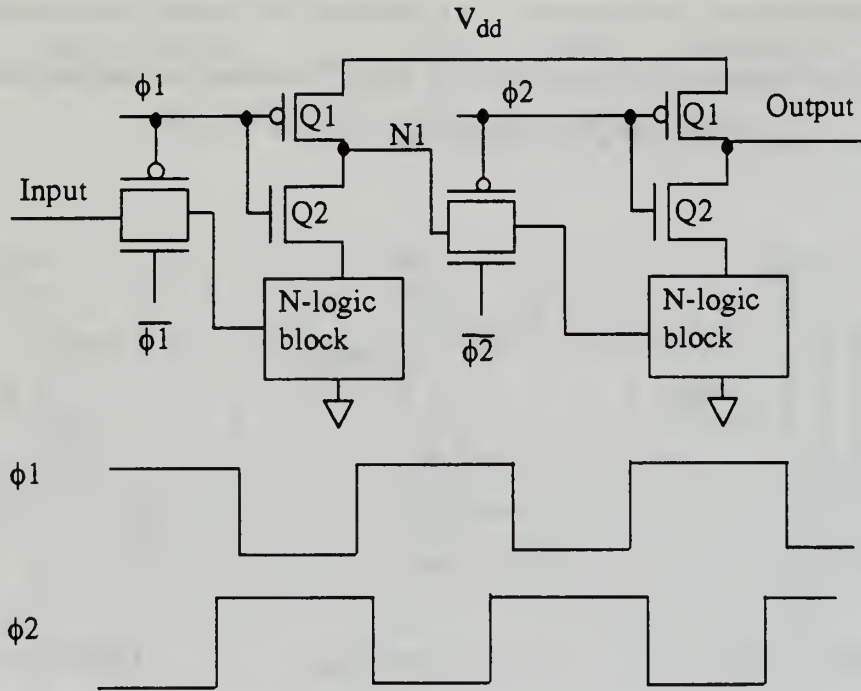 V_dd
ϕ1
Q1
ϕ2
Q1
Output
N1
Input
Q2
Q2
N-logic
block
N-logic
block
ϕ1̅
ϕ2̅
ϕ1
ϕ2